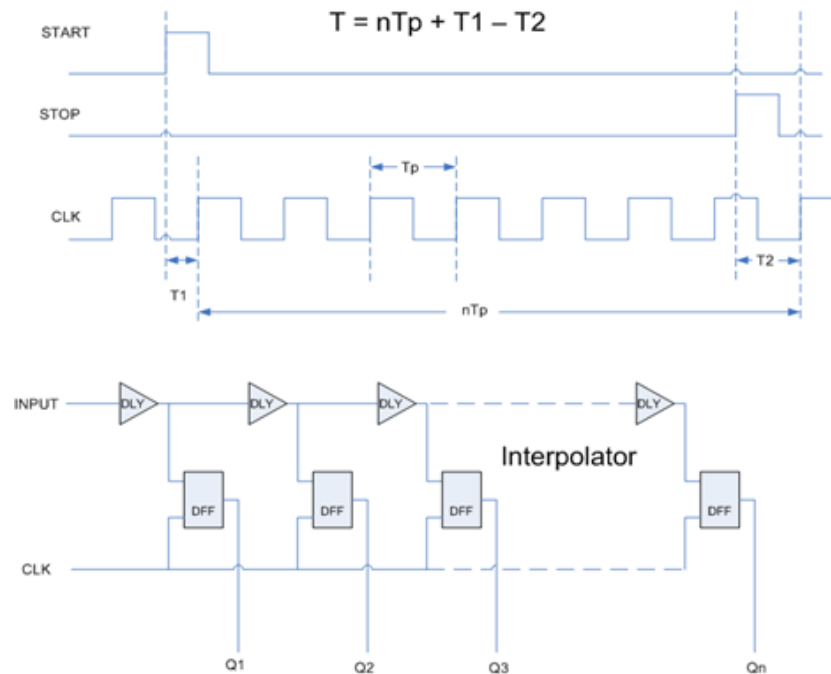 T = nTp + T1 – T2
START
STOP
Tp
CLK
T2
T1
nTp
INPUT
DLY
DLY
DLY
DLY
Interpolator
DFF
DFF
DFF
DFF
CLK
Q1
Q2
Q3
Qn